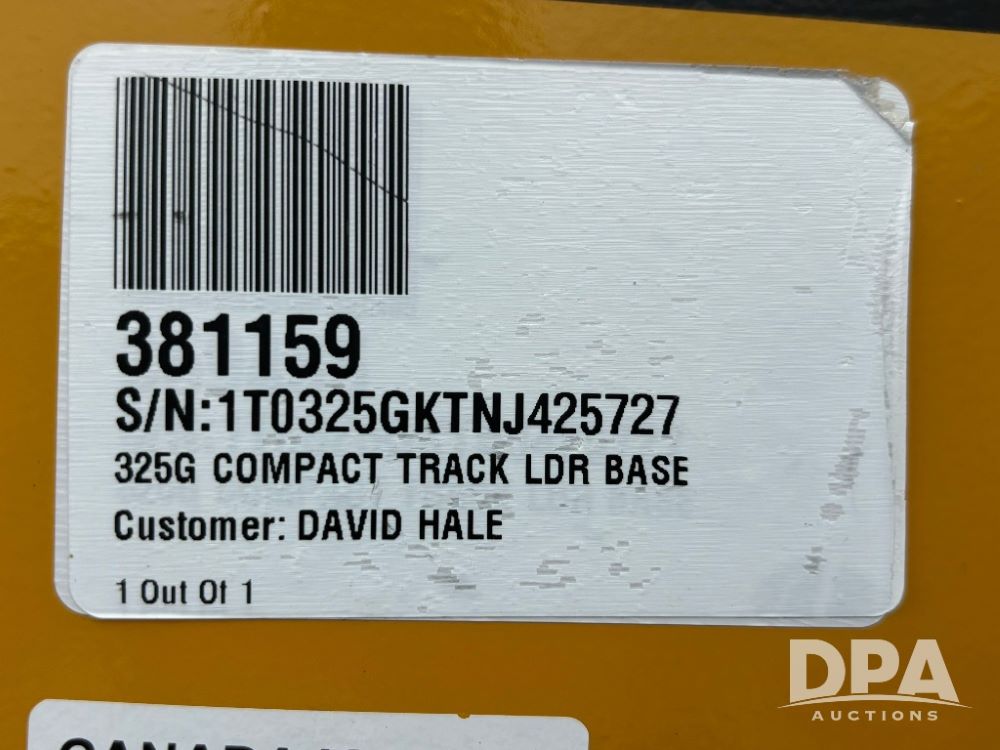 381159
S/N:1T0325GKTNJ425727
325G COMPACT TRACK LDR BASE
Customer: DAVID HALE
1 Out Of 1
DPA
AUCTIONS